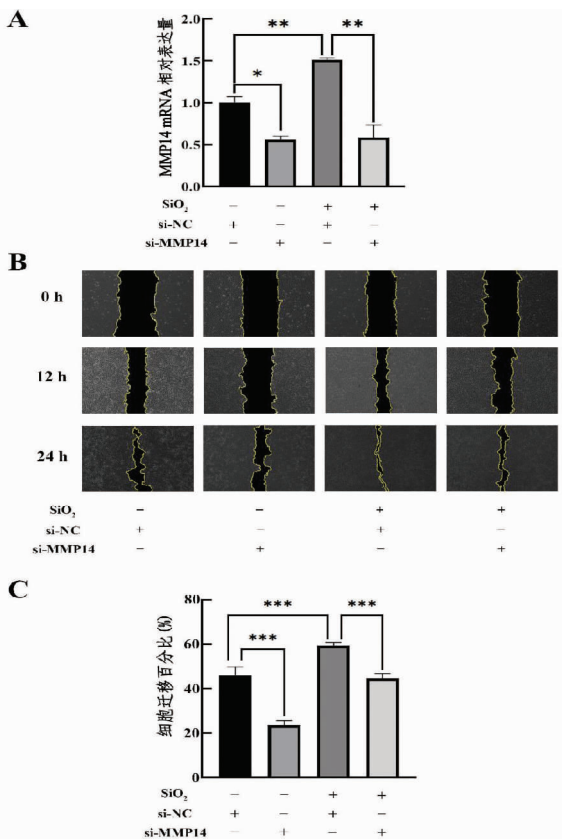 A
MMP14 mRNA 相对表达量
2.0
1.5
1.0
0.5
0.0
*
**
**
SiO₂ − − + +
si-NC + − + −
si-MMP14 − + − +
B
0 h
12 h
24 h
SiO₂ − − + +
si-NC + − + −
si-MMP14 − + − +
C
细胞迁移百分比 (%)
80
60
40
20
0
***
***
***
SiO₂ − − + +
si-NC + − + −
si-MMP14 − + − +